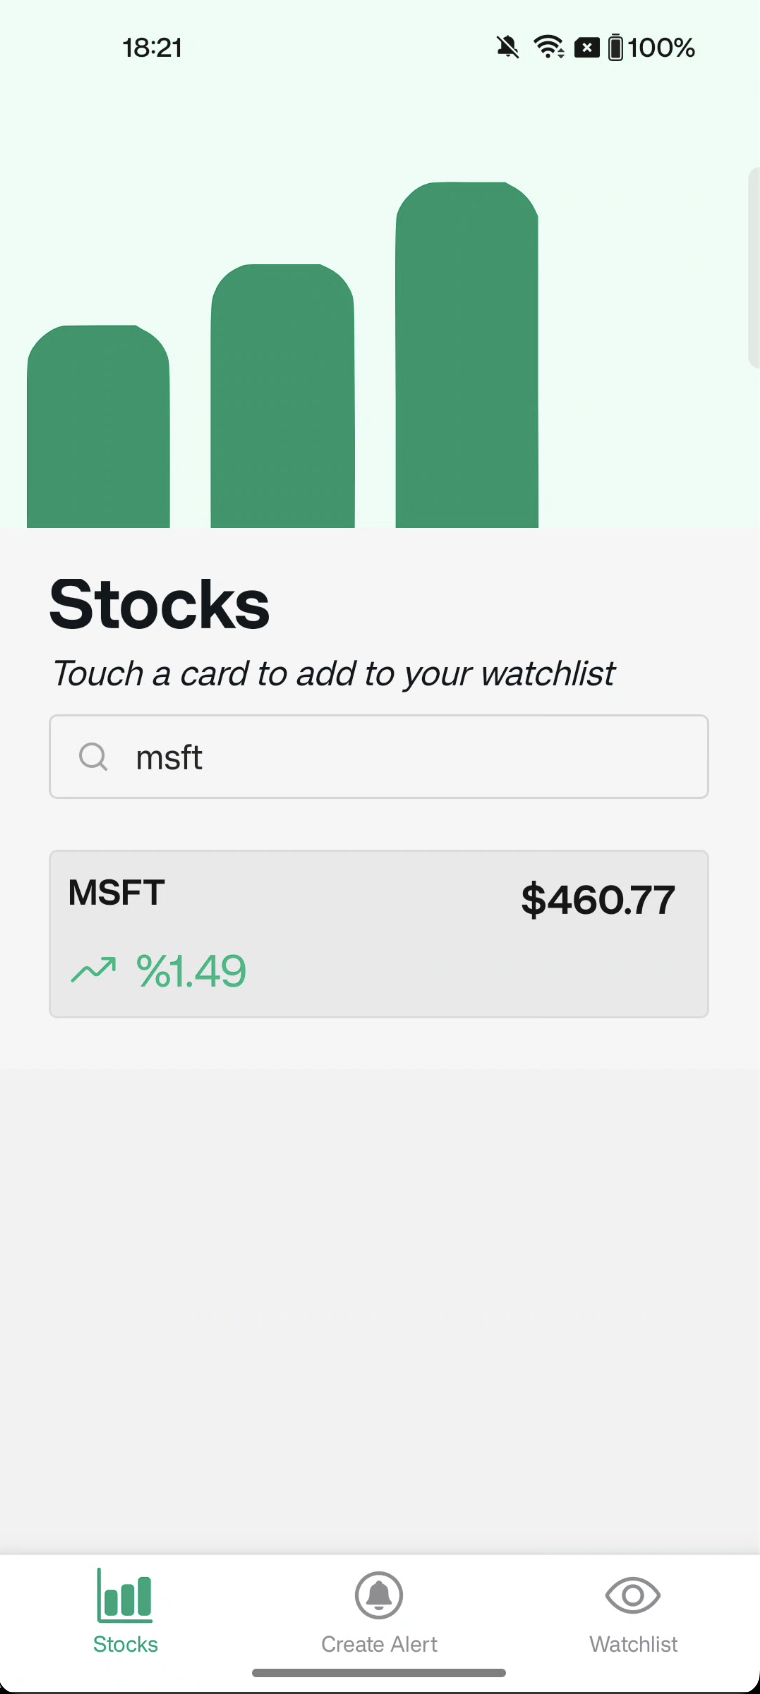 18:21 100%
Stocks
Touch a card to add to your watchlist
msft
MSFT $460.77
%1.49
Stocks Create Alert Watchlist